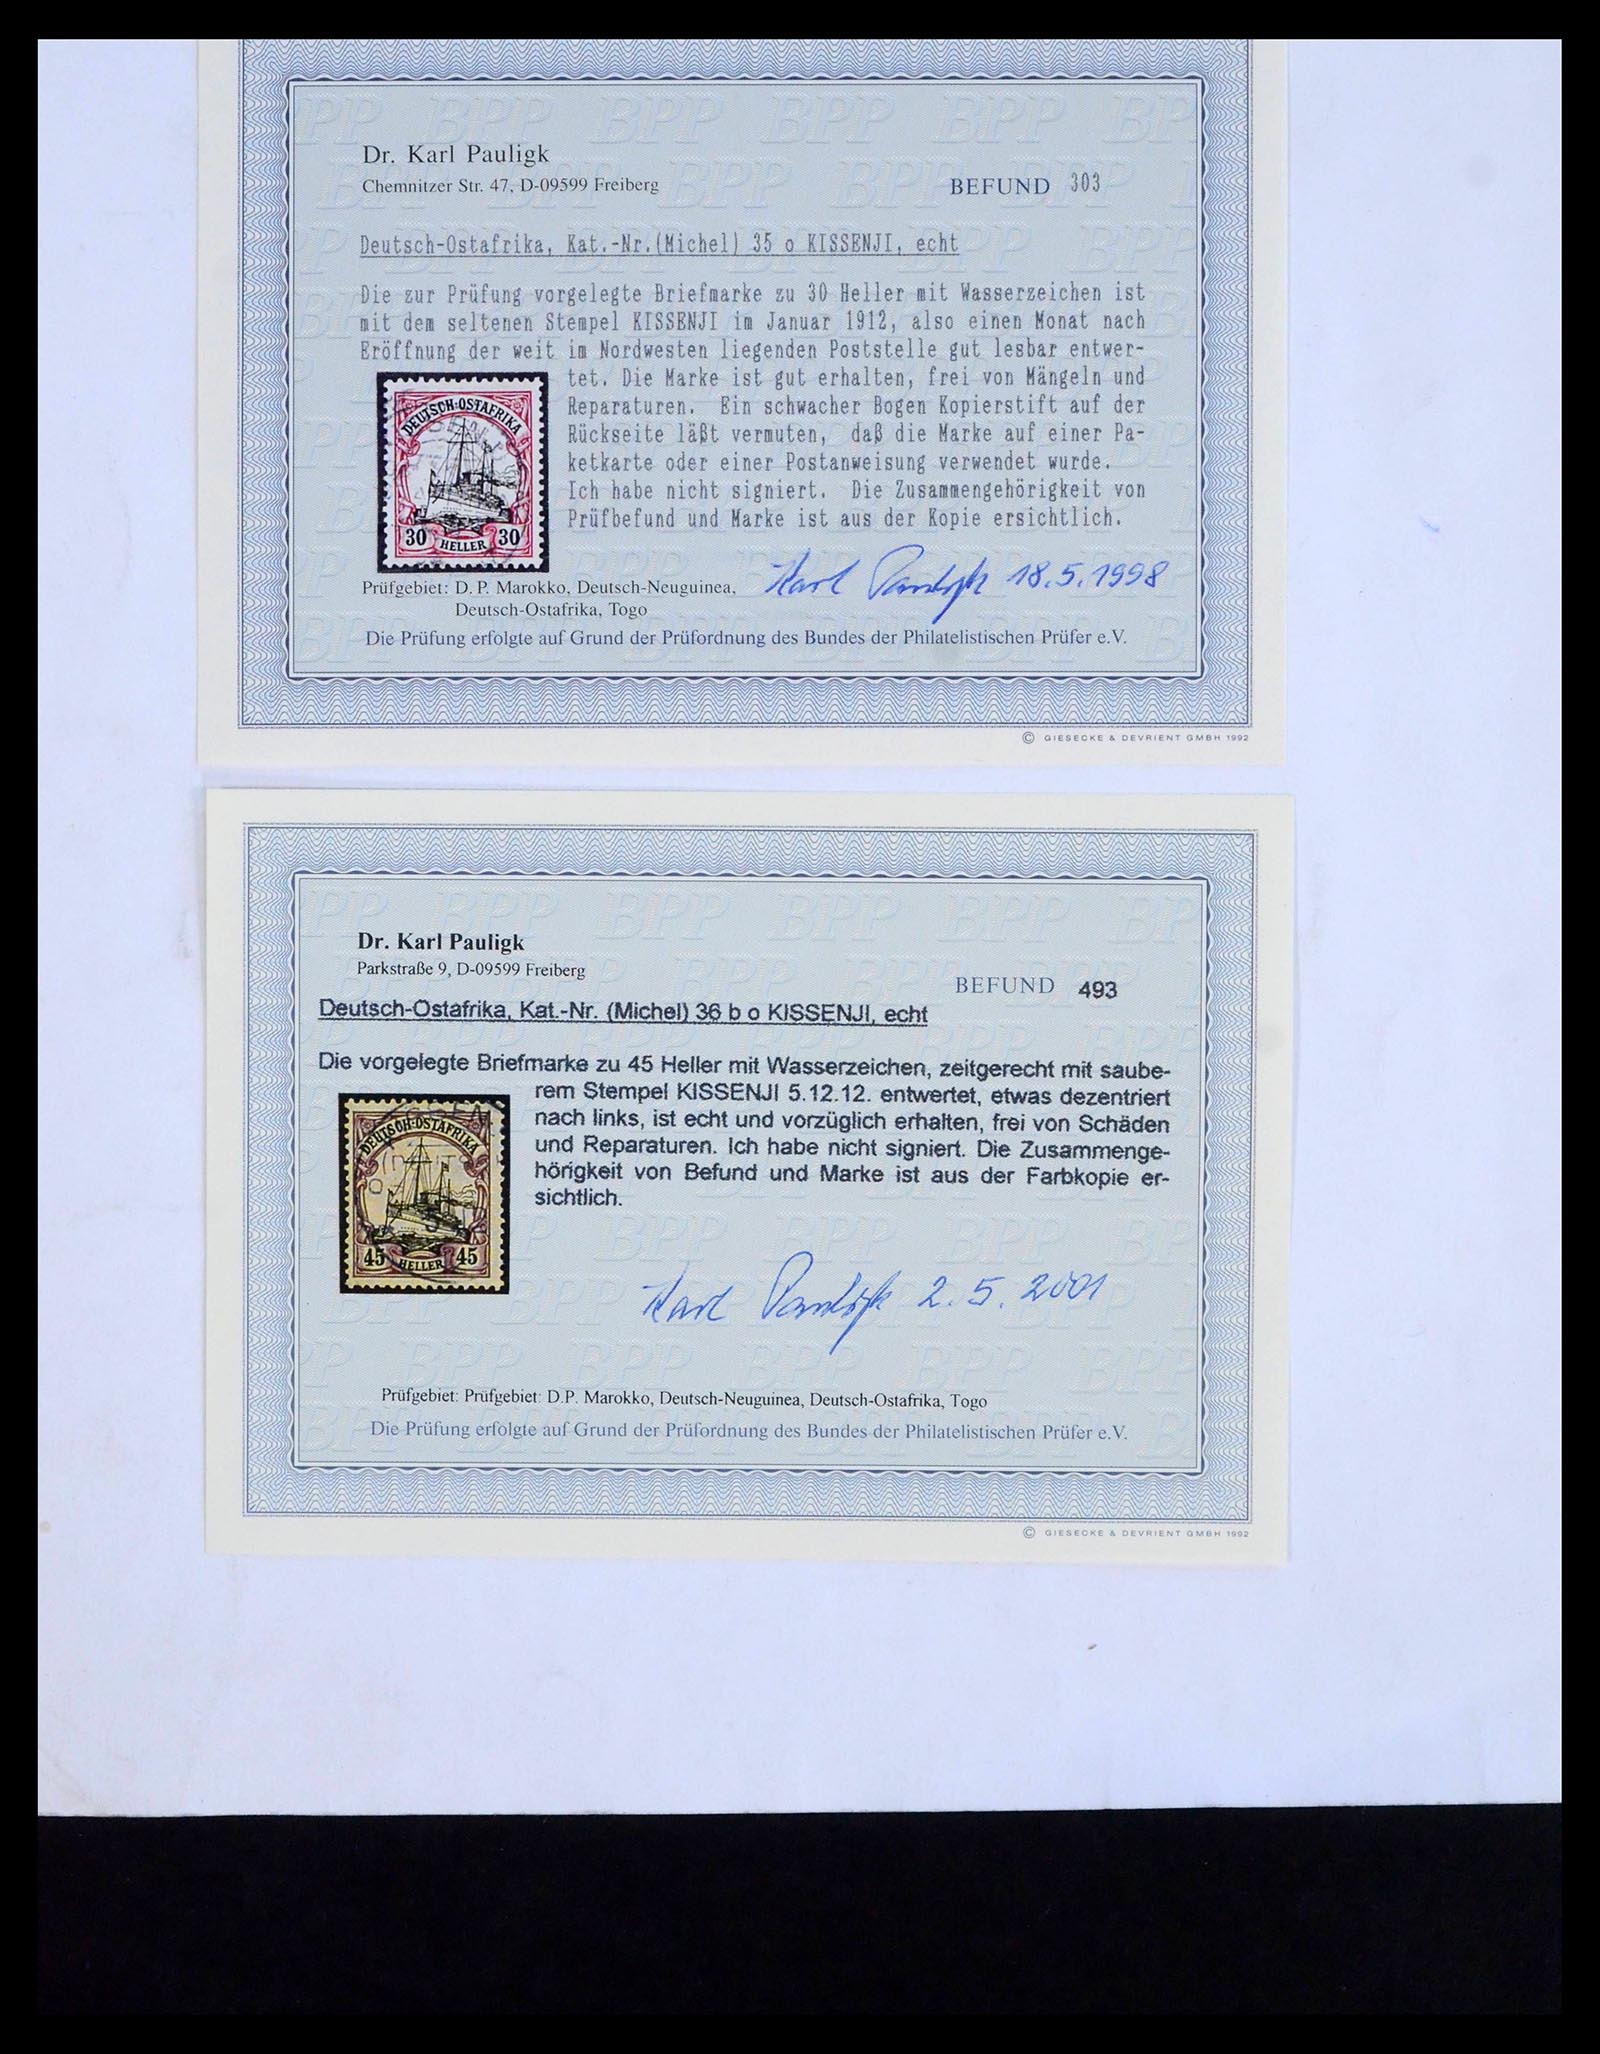 Dr. Karl Pauligk
Chemnitzer Str. 47, D-09599 Freiberg
BEFUND 303
Deutsch-Ostafrika, Kat.-Nr.(Michel) 35 o KISSENJI, echt
Die zur Prüfung vorgelegte Briefmarke zu 30 Heller mit Wasserzeichen ist
mit dem seltenen Stempel KISSENJI im Januar 1912, also einen Monat nach
Eröffnung der weit im Nordwesten liegenden Poststelle gut lesbar entwer-
tet. Die Marke ist gut erhalten, frei von Mängeln und
Reparaturen. Ein schwacher Bogen Kopierstift auf der
Rückseite läßt vermuten, daß die Marke auf einer Pa-
ketkarte oder einer Postanweisung verwendet wurde.
Ich habe nicht signiert. Die Zusammengehörigkeit von
Prüfbefund und Marke ist aus der Kopie ersichtlich.
DEUTSCH-OSTAFRIKA
30 HELLER 30
Karl Pauligk 18.5.1998
Prüfgebiet: D. P. Marokko, Deutsch-Neuguinea,
Deutsch-Ostafrika, Togo
Die Prüfung erfolgte auf Grund der Prüfordnung des Bundes der Philatelistischen Prüfer e.V.
© GIESECKE & DEVRIENT GMBH 1992
Dr. Karl Pauligk
Parkstraße 9, D-09599 Freiberg
BEFUND 493
Deutsch-Ostafrika, Kat.-Nr. (Michel) 36 b o KISSENJI, echt
Die vorgelegte Briefmarke zu 45 Heller mit Wasserzeichen, zeitgerecht mit saube-
rem Stempel KISSENJI 5.12.12. entwertet, etwas dezentriert
nach links, ist echt und vorzüglich erhalten, frei von Schäden
und Reparaturen. Ich habe nicht signiert. Die Zusammenge-
hörigkeit von Befund und Marke ist aus der Farbkopie er-
sichtlich.
DEUTSCH-OSTAFRIKA
45 HELLER 45
Karl Pauligk 2.5.2001
Prüfgebiet: Prüfgebiet: D.P. Marokko, Deutsch-Neuguinea, Deutsch-Ostafrika, Togo
Die Prüfung erfolgte auf Grund der Prüfordnung des Bundes der Philatelistischen Prüfer e.V.
© GIESECKE & DEVRIENT GMBH 1992